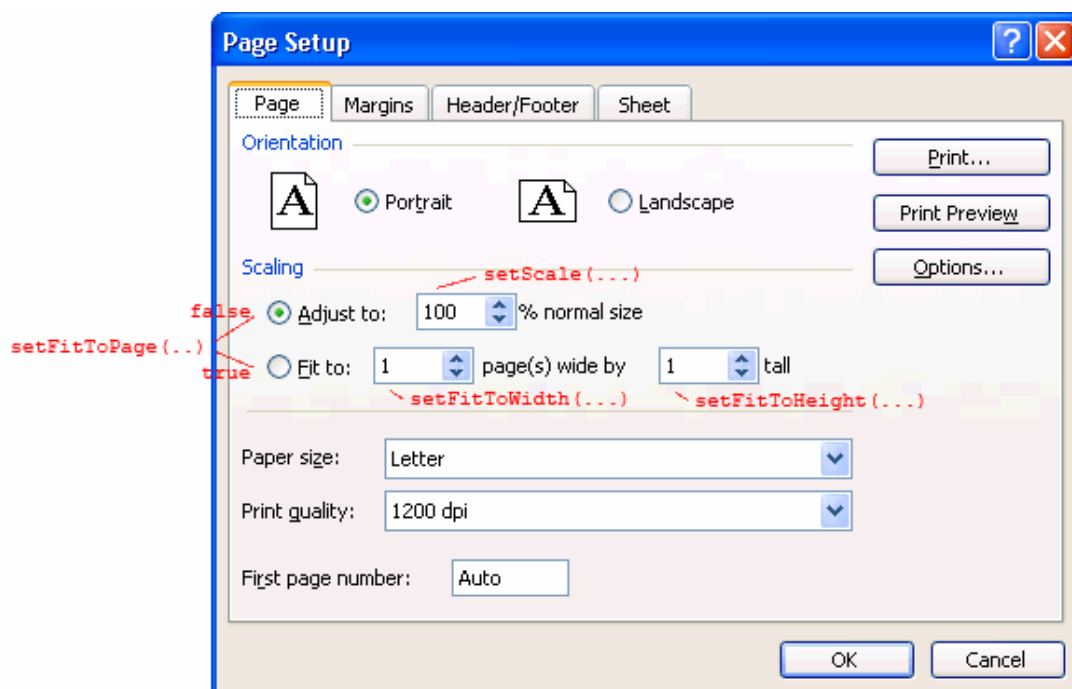 Page Setup
Page Margins Header/Footer Sheet
Orientation
Print...
A Portrait A Landscape
Print Preview
Scaling
setScale(...)
Options...
false Adjust to: 100 % normal size
setFitToPage(..)
true Fit to: 1 page(s) wide by 1 tall
setFitToWidth(...) setFitToHeight(...)
Paper size: Letter
Print quality: 1200 dpi
First page number: Auto
OK Cancel